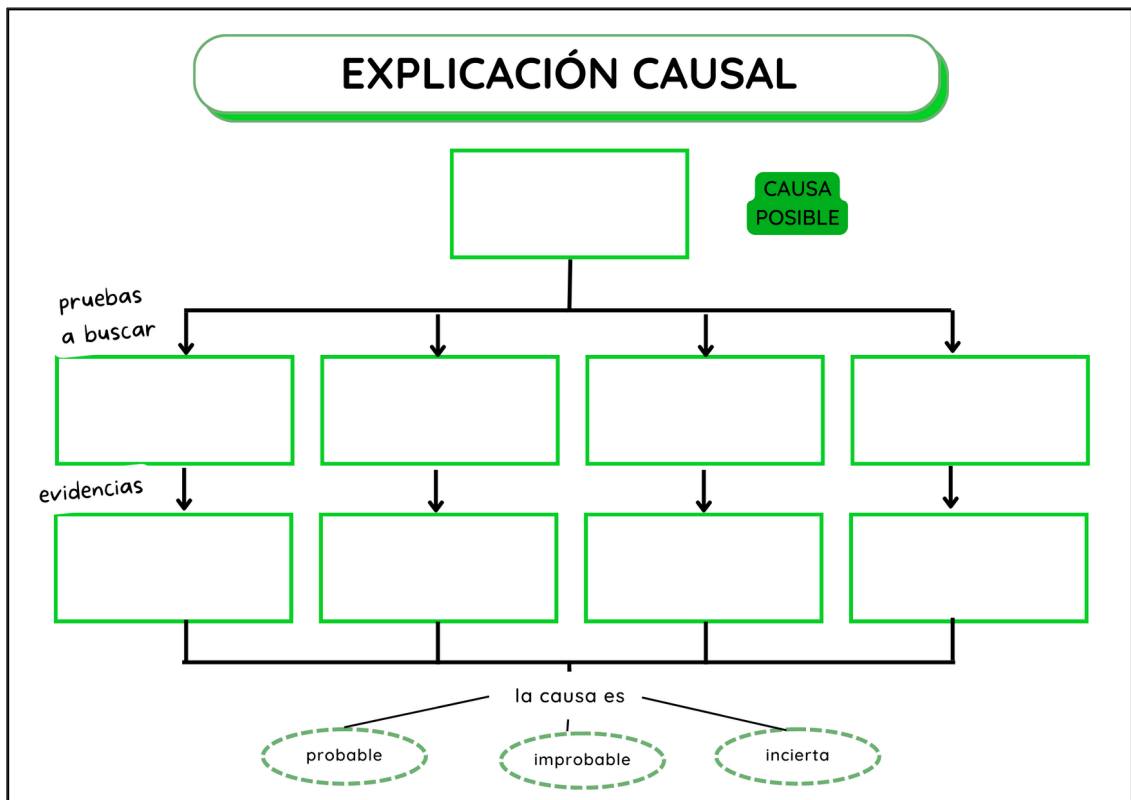 EXPLICACIÓN CAUSAL
CAUSA
POSIBLE
pruebas
a buscar
evidencias
la causa es
probable
improbable
incierta